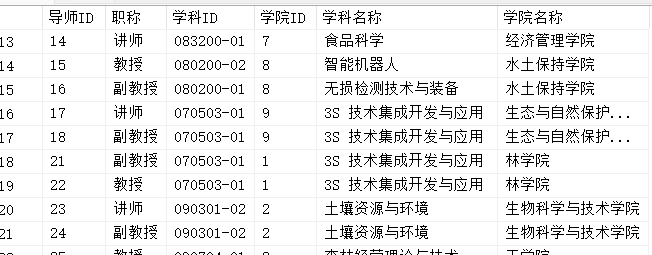 导师ID 职称 学科ID 学院ID 学科名称 学院名称
13 14 讲师 083200-01 7 食品科学 经济管理学院
14 15 教授 080200-02 8 智能机器人 水土保持学院
15 16 副教授 080200-01 8 无损检测技术与装备 水土保持学院
16 17 讲师 070503-01 9 3S 技术集成开发与应用 生态与自然保护...
17 18 副教授 070503-01 9 3S 技术集成开发与应用 生态与自然保护...
18 21 副教授 070503-01 1 3S 技术集成开发与应用 林学院
19 22 教授 070503-01 1 3S 技术集成开发与应用 林学院
20 23 讲师 090301-02 2 土壤资源与环境 生物科学与技术学院
21 24 副教授 090301-02 2 土壤资源与环境 生物科学与技术学院